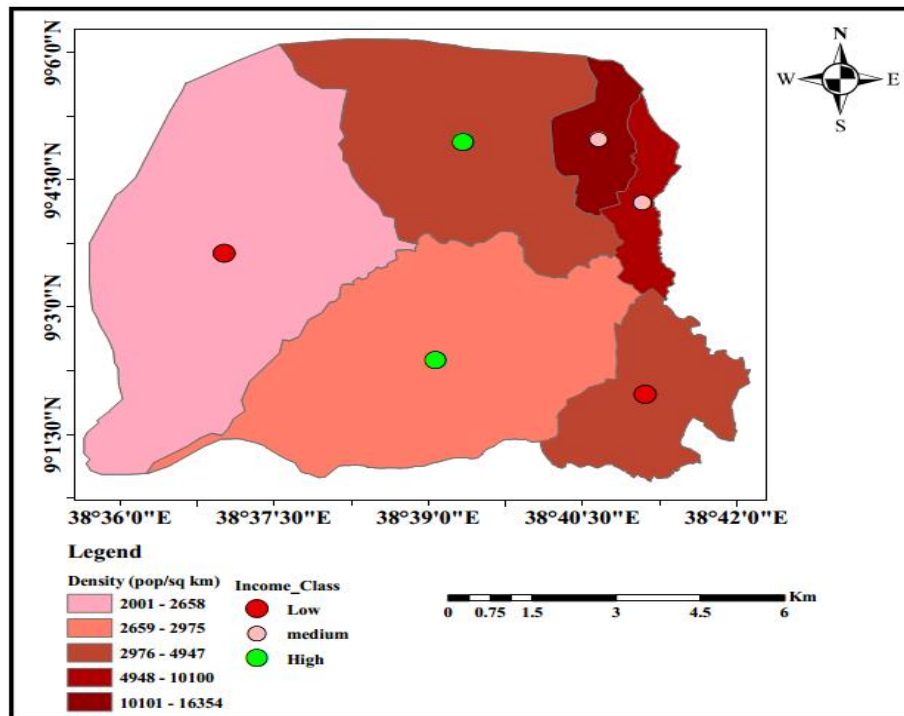 N
W E
S
9°6'0"N
9°4'30"N
9°3'0"N
9°1'30"N
38°36'0"E 38°37'30"E 38°39'0"E 38°40'30"E 38°42'0"E
Legend
Density (pop/sq km)
2001 - 2658
2659 - 2975
2976 - 4947
4948 - 10100
10101 - 16354
Income_Class
Low
medium
High
Km
0 0.75 1.5 3 4.5 6